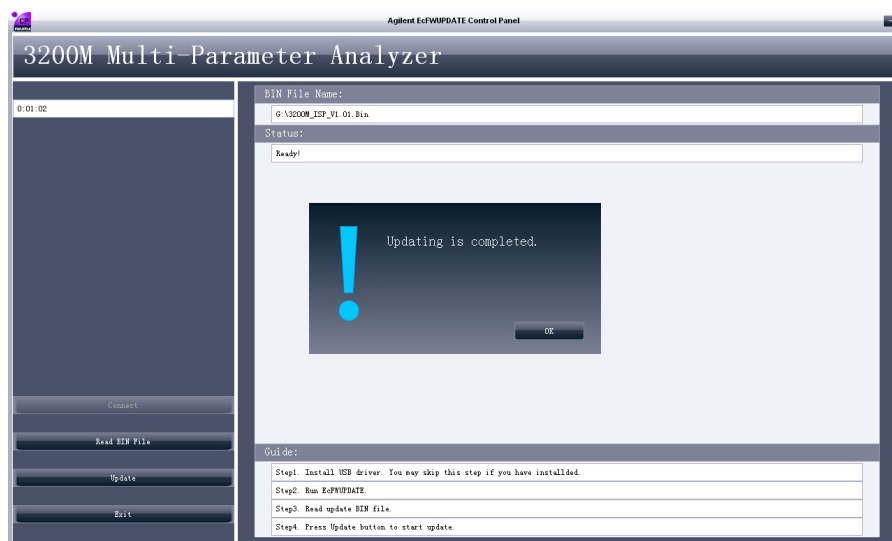 CP
Agilent EcFWUPDATE Control Panel
3200M Multi-Parameter Analyzer
0:01:02
BIN File Name:
G:\3200M_ISP_V1.01.Bin
Status:
Ready!
Updating is completed.
OK
Connect
Read BIN File
Update
Exit
Guide:
Step1. Install USB driver. You may skip this step if you have installded.
Step2. Run EcFWUPDATE.
Step3. Read update BIN file.
Step4. Press Update button to start update.